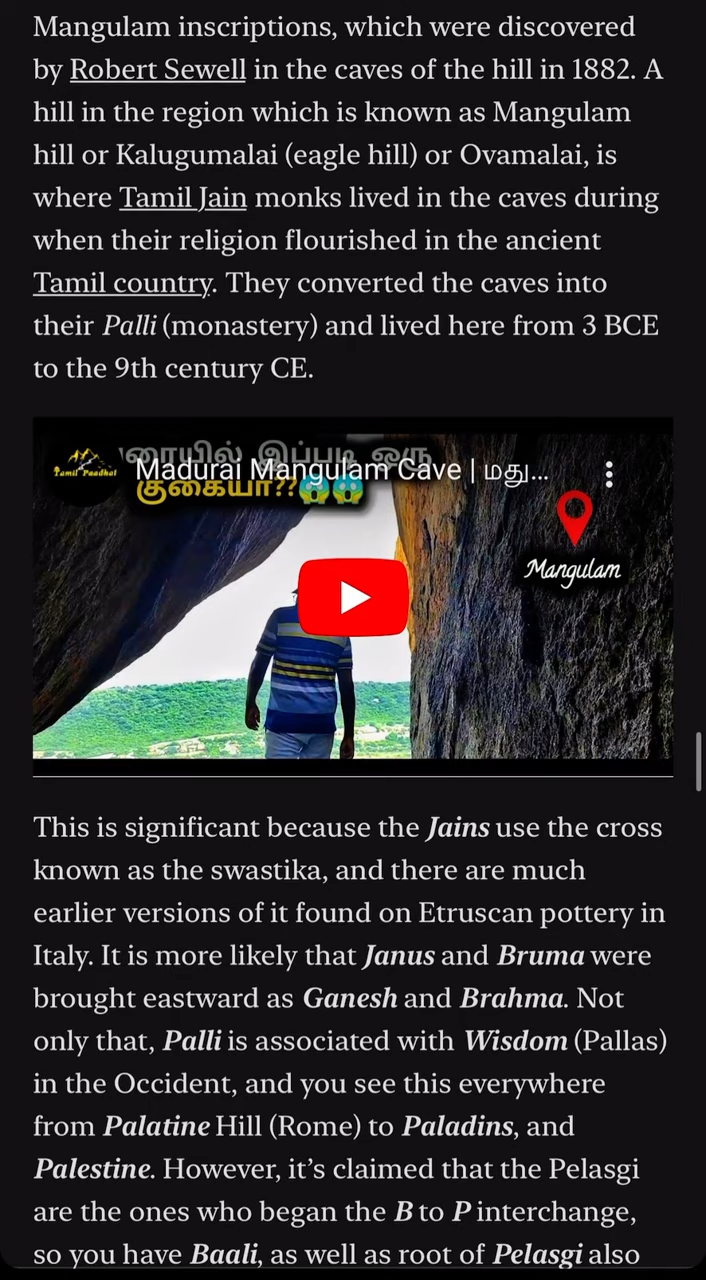 Mangulam inscriptions, which were discovered
by Robert Sewell in the caves of the hill in 1882. A
hill in the region which is known as Mangulam
hill or Kalugumalai (eagle hill) or Ovamalai, is
where Tamil Jain monks lived in the caves during
when their religion flourished in the ancient
Tamil country. They converted the caves into
their Palli (monastery) and lived here from 3 BCE
to the 9th century CE.
Tamil Paadhai
இப்படி ஒரு
Madurai Mangulam Cave | மது...
குகையா??
Mangulam
This is significant because the Jains use the cross
known as the swastika, and there are much
earlier versions of it found on Etruscan pottery in
Italy. It is more likely that Janus and Bruma were
brought eastward as Ganesh and Brahma. Not
only that, Palli is associated with Wisdom (Pallas)
in the Occident, and you see this everywhere
from Palatine Hill (Rome) to Paladins, and
Palestine. However, it’s claimed that the Pelasgi
are the ones who began the B to P interchange,
so you have Baali, as well as root of Pelasgi also